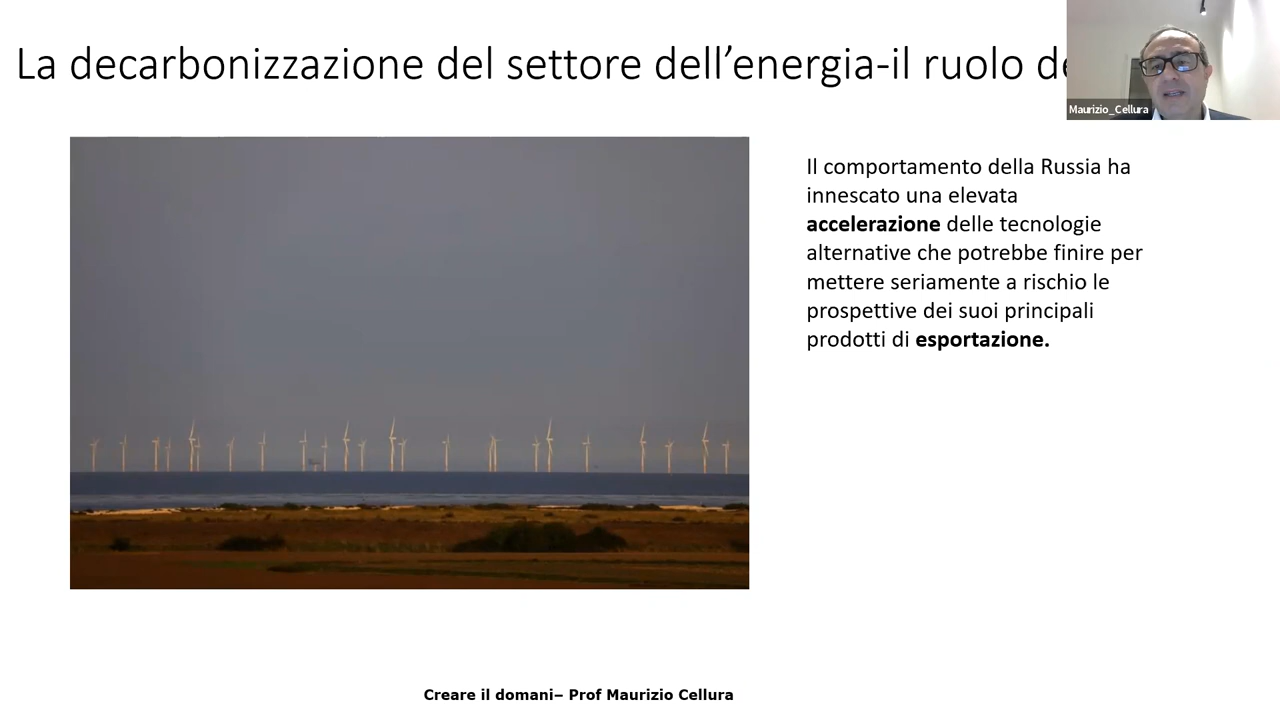 La decarbonizzazione del settore dell’energia-il ruolo
Maurizio_Cellura
Il comportamento della Russia ha
innescato una elevata
accelerazione delle tecnologie
alternative che potrebbe finire per
mettere seriamente a rischio le
prospettive dei suoi principali
prodotti di esportazione.
Creare il domani– Prof Maurizio Cellura